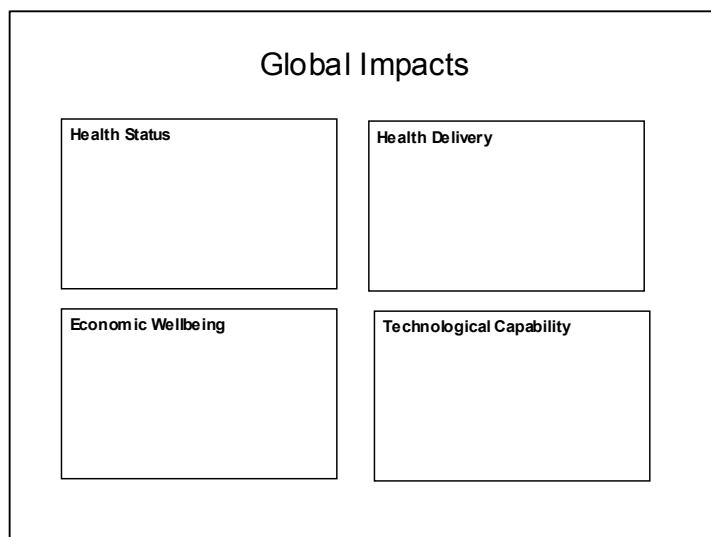 Global Impacts
Health Status
Health Delivery
Economic Wellbeing
Technological Capability